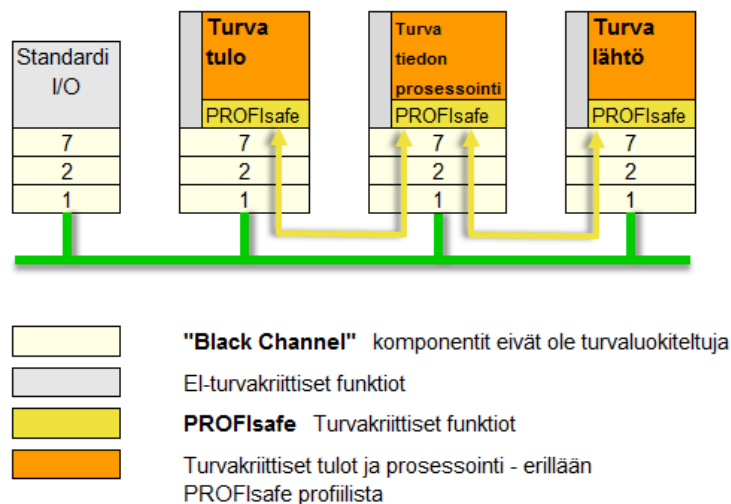 Standardi
I/O
7
2
1
Turva
tulo
PROFIsafe
7
2
1
Turva
tiedon
prosessointi
PROFIsafe
7
2
1
Turva
lähtö
PROFIsafe
7
2
1
"Black Channel" komponentit eivät ole turvaluokiteltuja
EI-turvakriittiset funktiot
PROFIsafe Turvakriittiset funktiot
Turvakriittiset tulot ja prosessointi - erillään
PROFIsafe profiilista